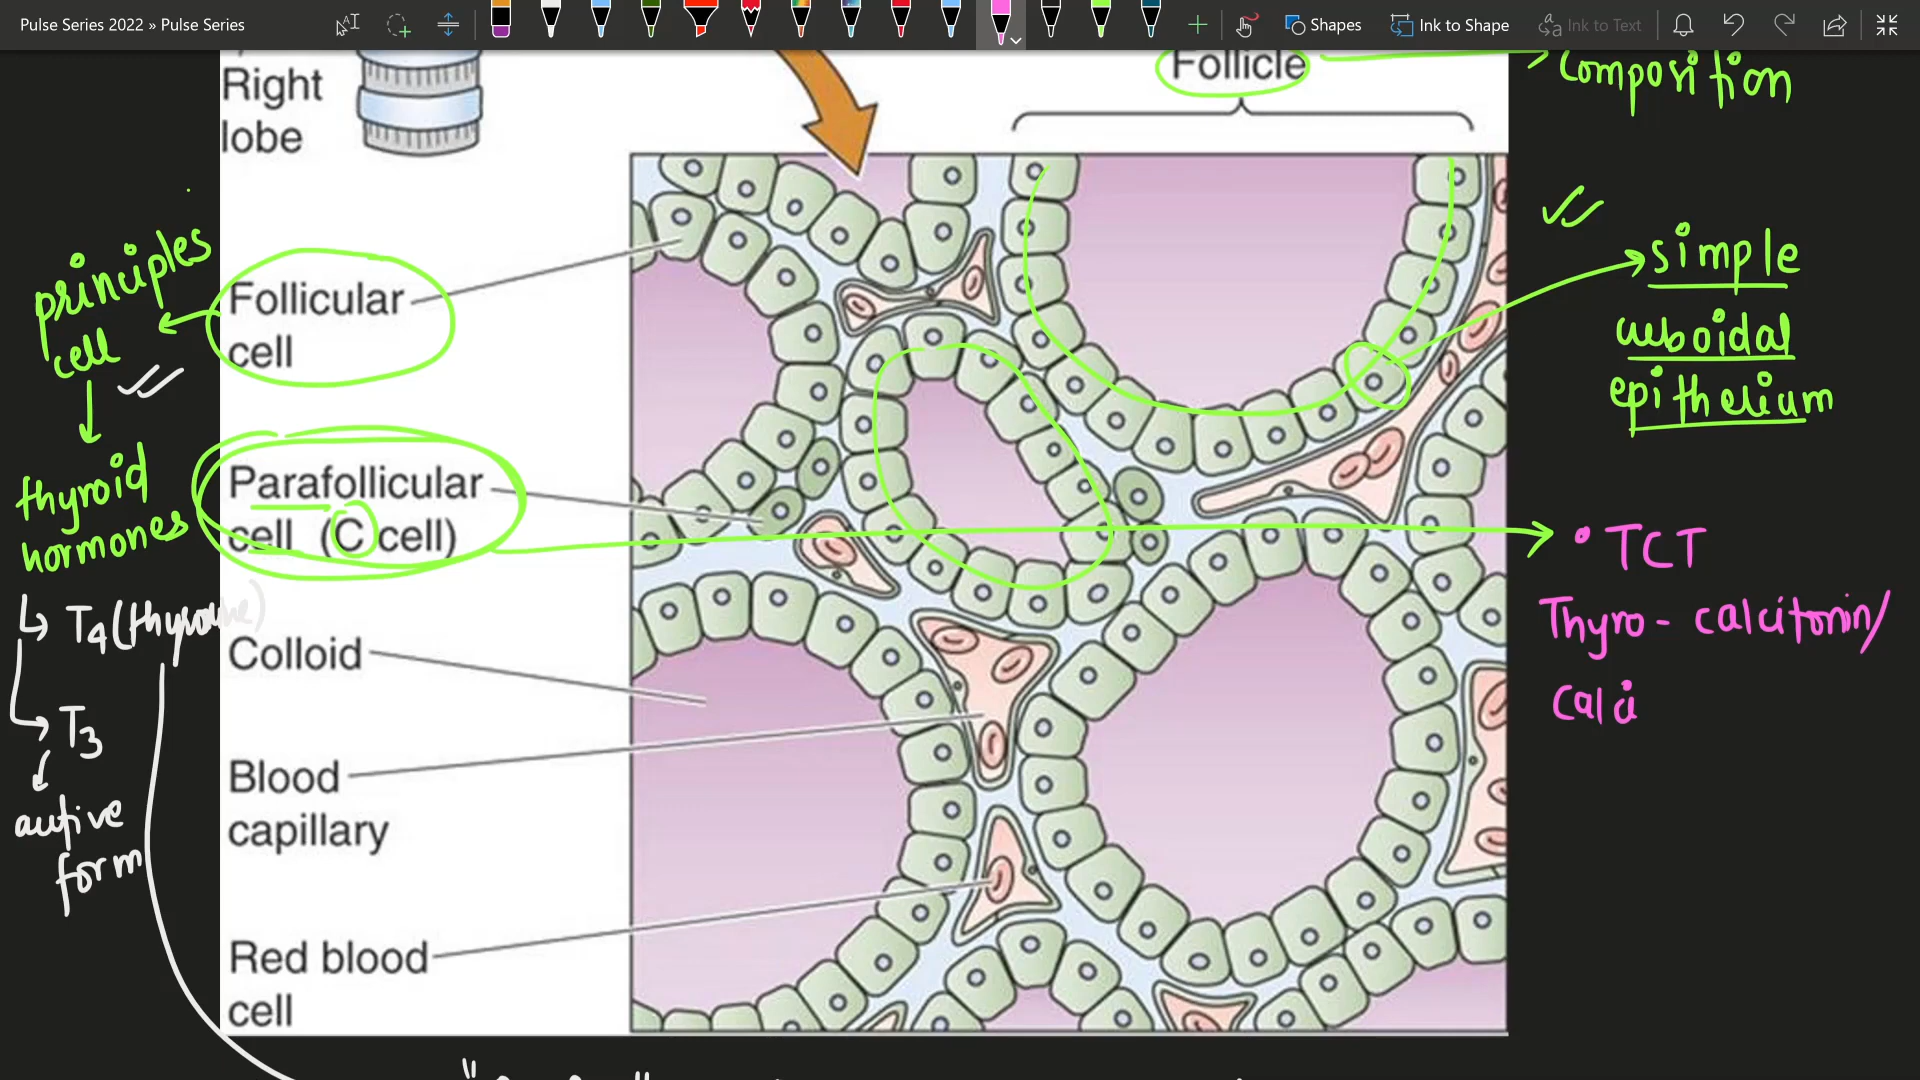 Pulse Series 2022 » Pulse Series
Shapes
Ink to Shape
Ink to Text
Right
lobe
Follicle
composition
principles
cell
thyroid
hormones
T4 (thyroxine)
T3
active
form
Follicular
cell
Parafollicular
cell (C cell)
Colloid
Blood
capillary
Red blood
cell
simple
cuboidal
epithelium
• TCT
Thyro - calcitonin/
Calci